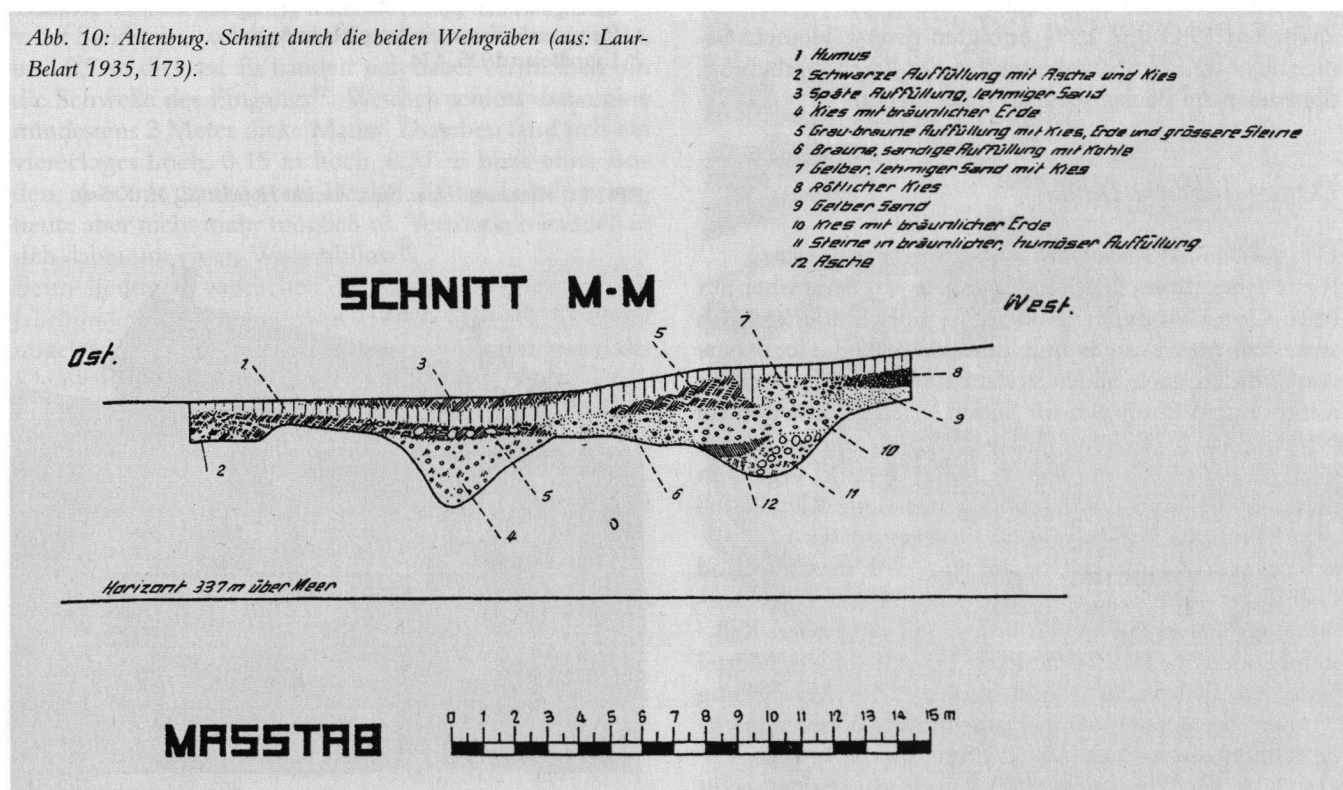 Abb. 10: Altenburg. Schnitt durch die beiden Wehrgräben (aus: Laur-
Belart 1935, 173).
1 Humus
2 Schwarze Auffüllung mit Asche und Kies
3 Späte Auffüllung, lehmiger Sand
4 Kies mit bräunlicher Erde
5 Grau-braune Auffüllung mit Kies, Erde und grössere Steine
6 Braune, sandige Auffüllung mit Kohle
7 Gelber, lehmiger Sand mit Kies
8 Rötlicher Kies
9 Gelber Sand
10 Kies mit bräunlicher Erde
11 Steine in bräunlicher, humöser Auffüllung
12 Asche
SCHNITT M-M
Ost.
West.
1
3
5
7
8
9
10
11
12
6
5
4
2
0
Horizont 337 m über Meer
MASSTAB
0 1 2 3 4 5 6 7 8 9 10 11 12 13 14 15 m